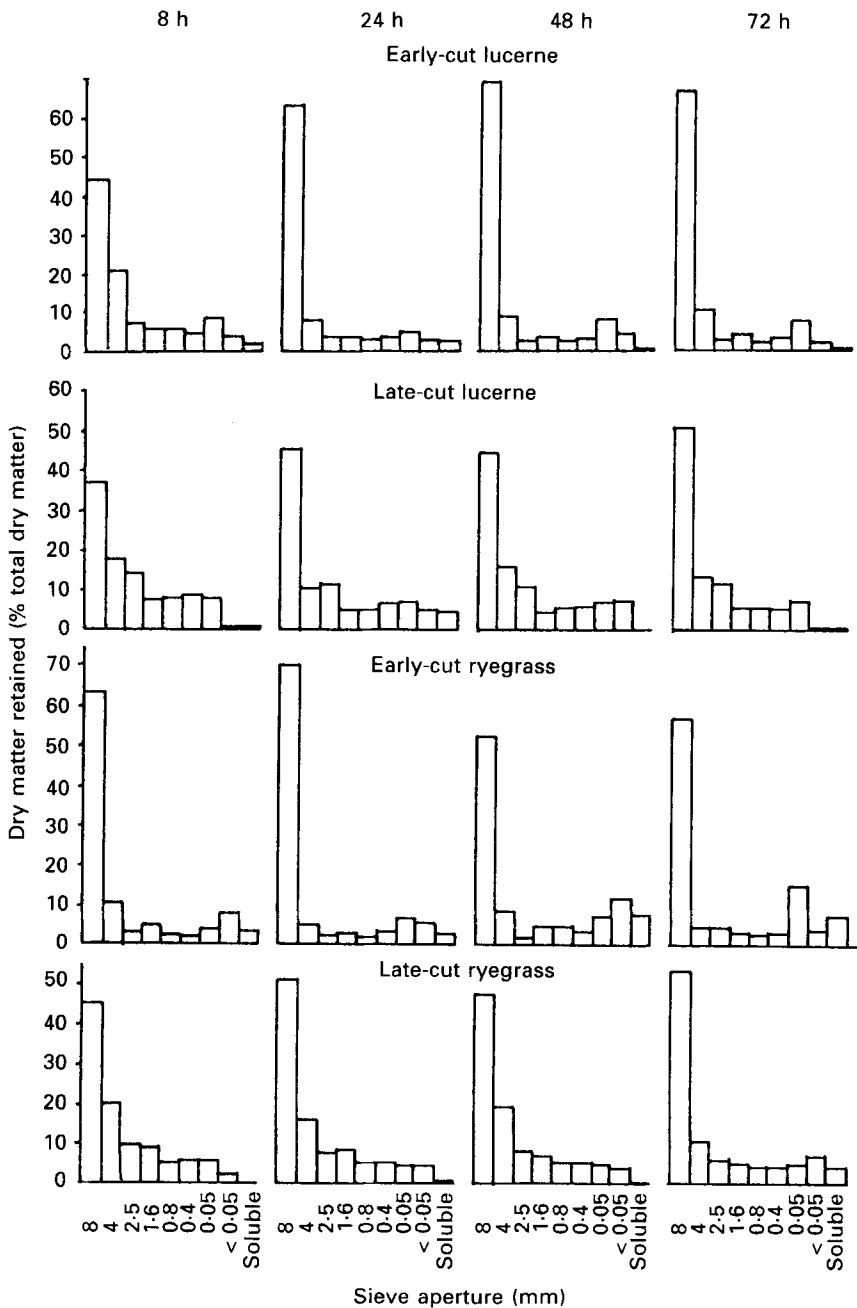 8 h 24 h 48 h 72 h
Early-cut lucerne
60
50
40
30
20
10
0
Late-cut lucerne
60
50
40
30
20
10
0
Early-cut ryegrass
70
60
50
40
30
20
10
0
Late-cut ryegrass
50
40
30
20
10
0
Dry matter retained (% total dry matter)
8 4 2·5 1·6 0·8 0·4 0·05 < 0·05 Soluble
8 4 2·5 1·6 0·8 0·4 0·05 < 0·05 Soluble
8 4 2·5 1·6 0·8 0·4 0·05 < 0·05 Soluble
8 4 2·5 1·6 0·8 0·4 0·05 < 0·05 Soluble
Sieve aperture (mm)